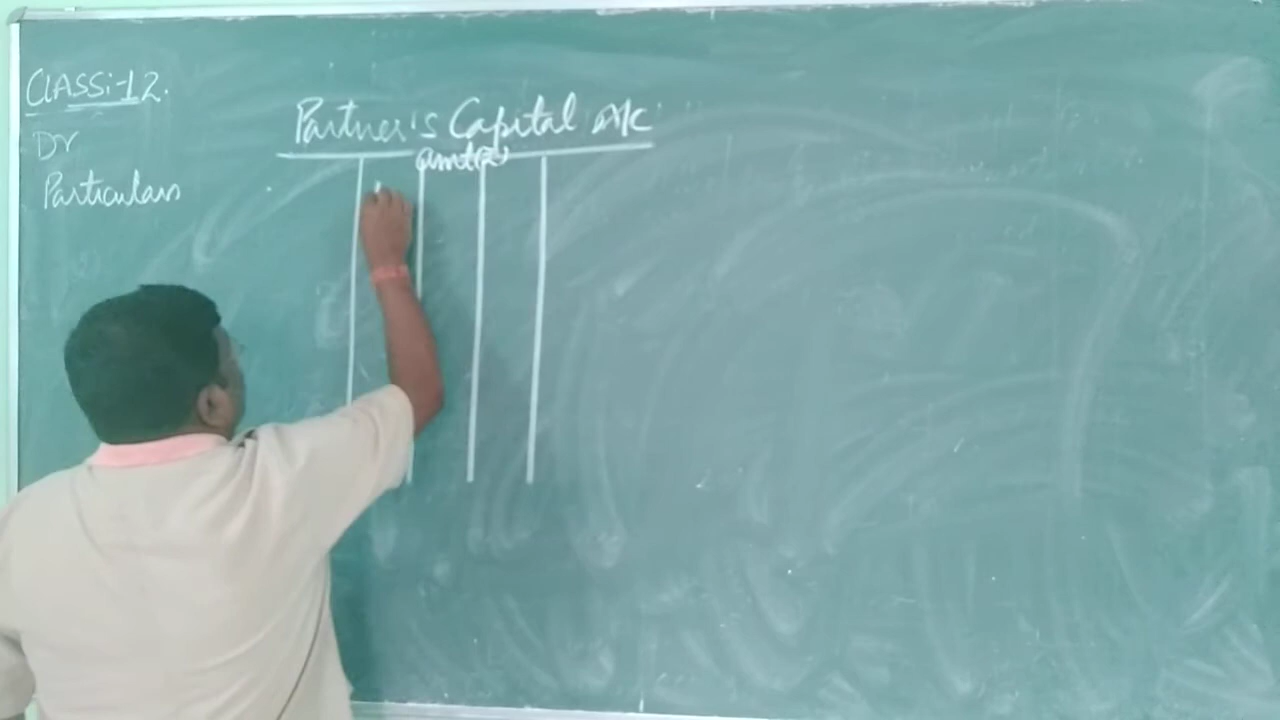 CLASS:-12.
Partner's Capital A/C
Dr
amt(₹)
Particulars